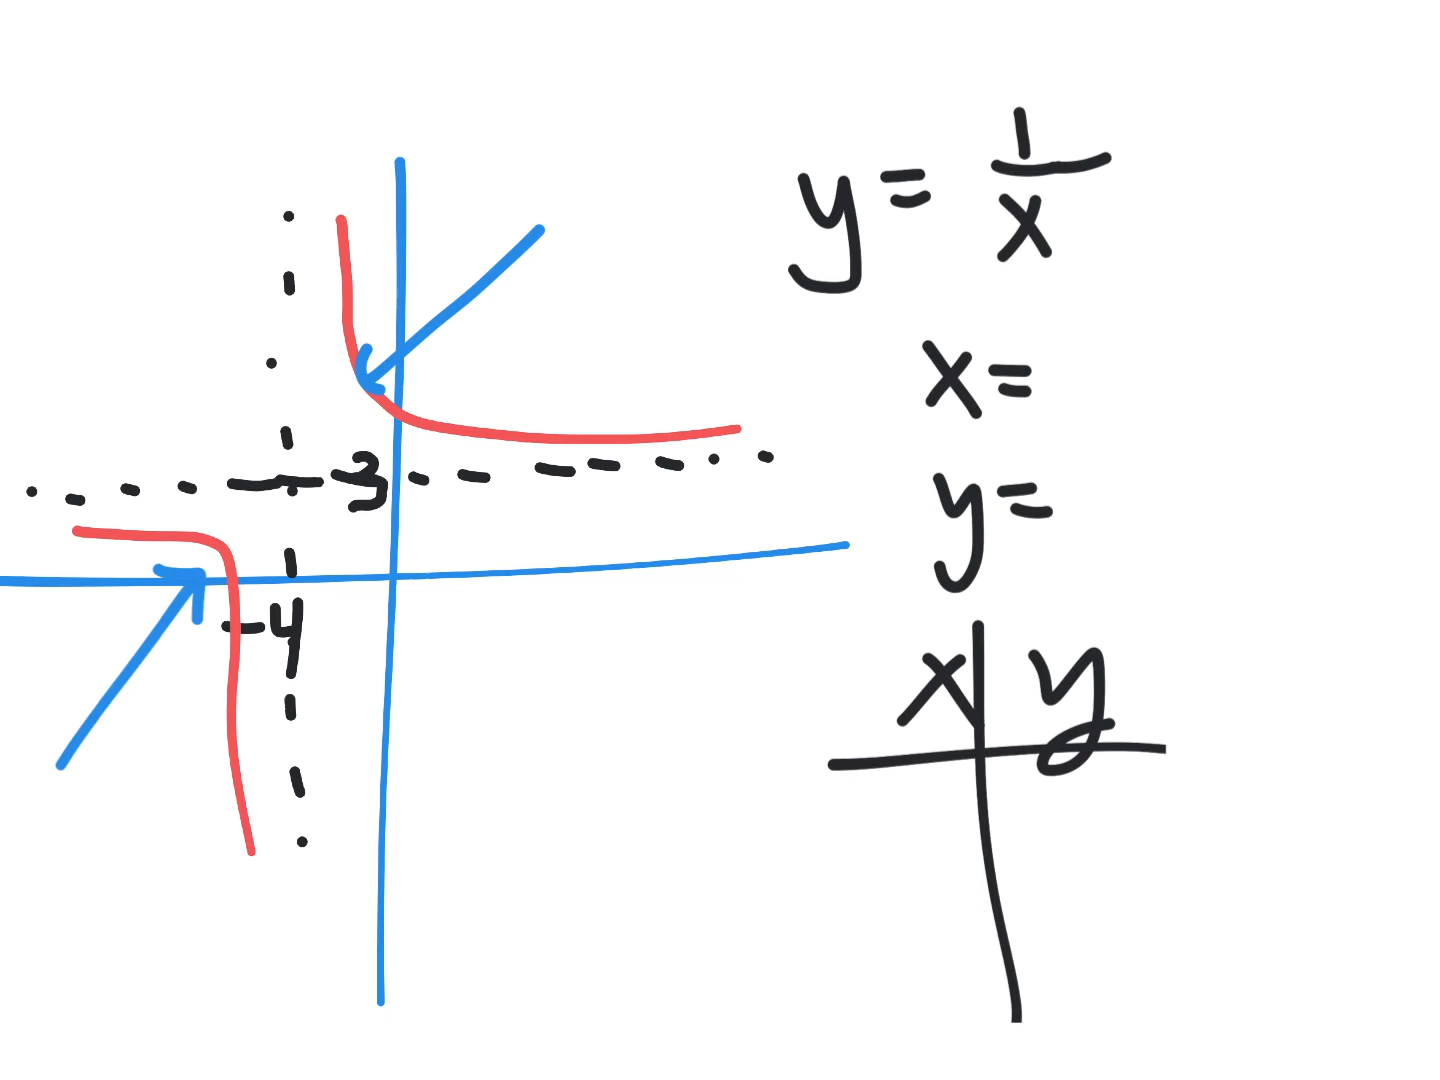 y = 1/x
3
x =
y =
-4
x y